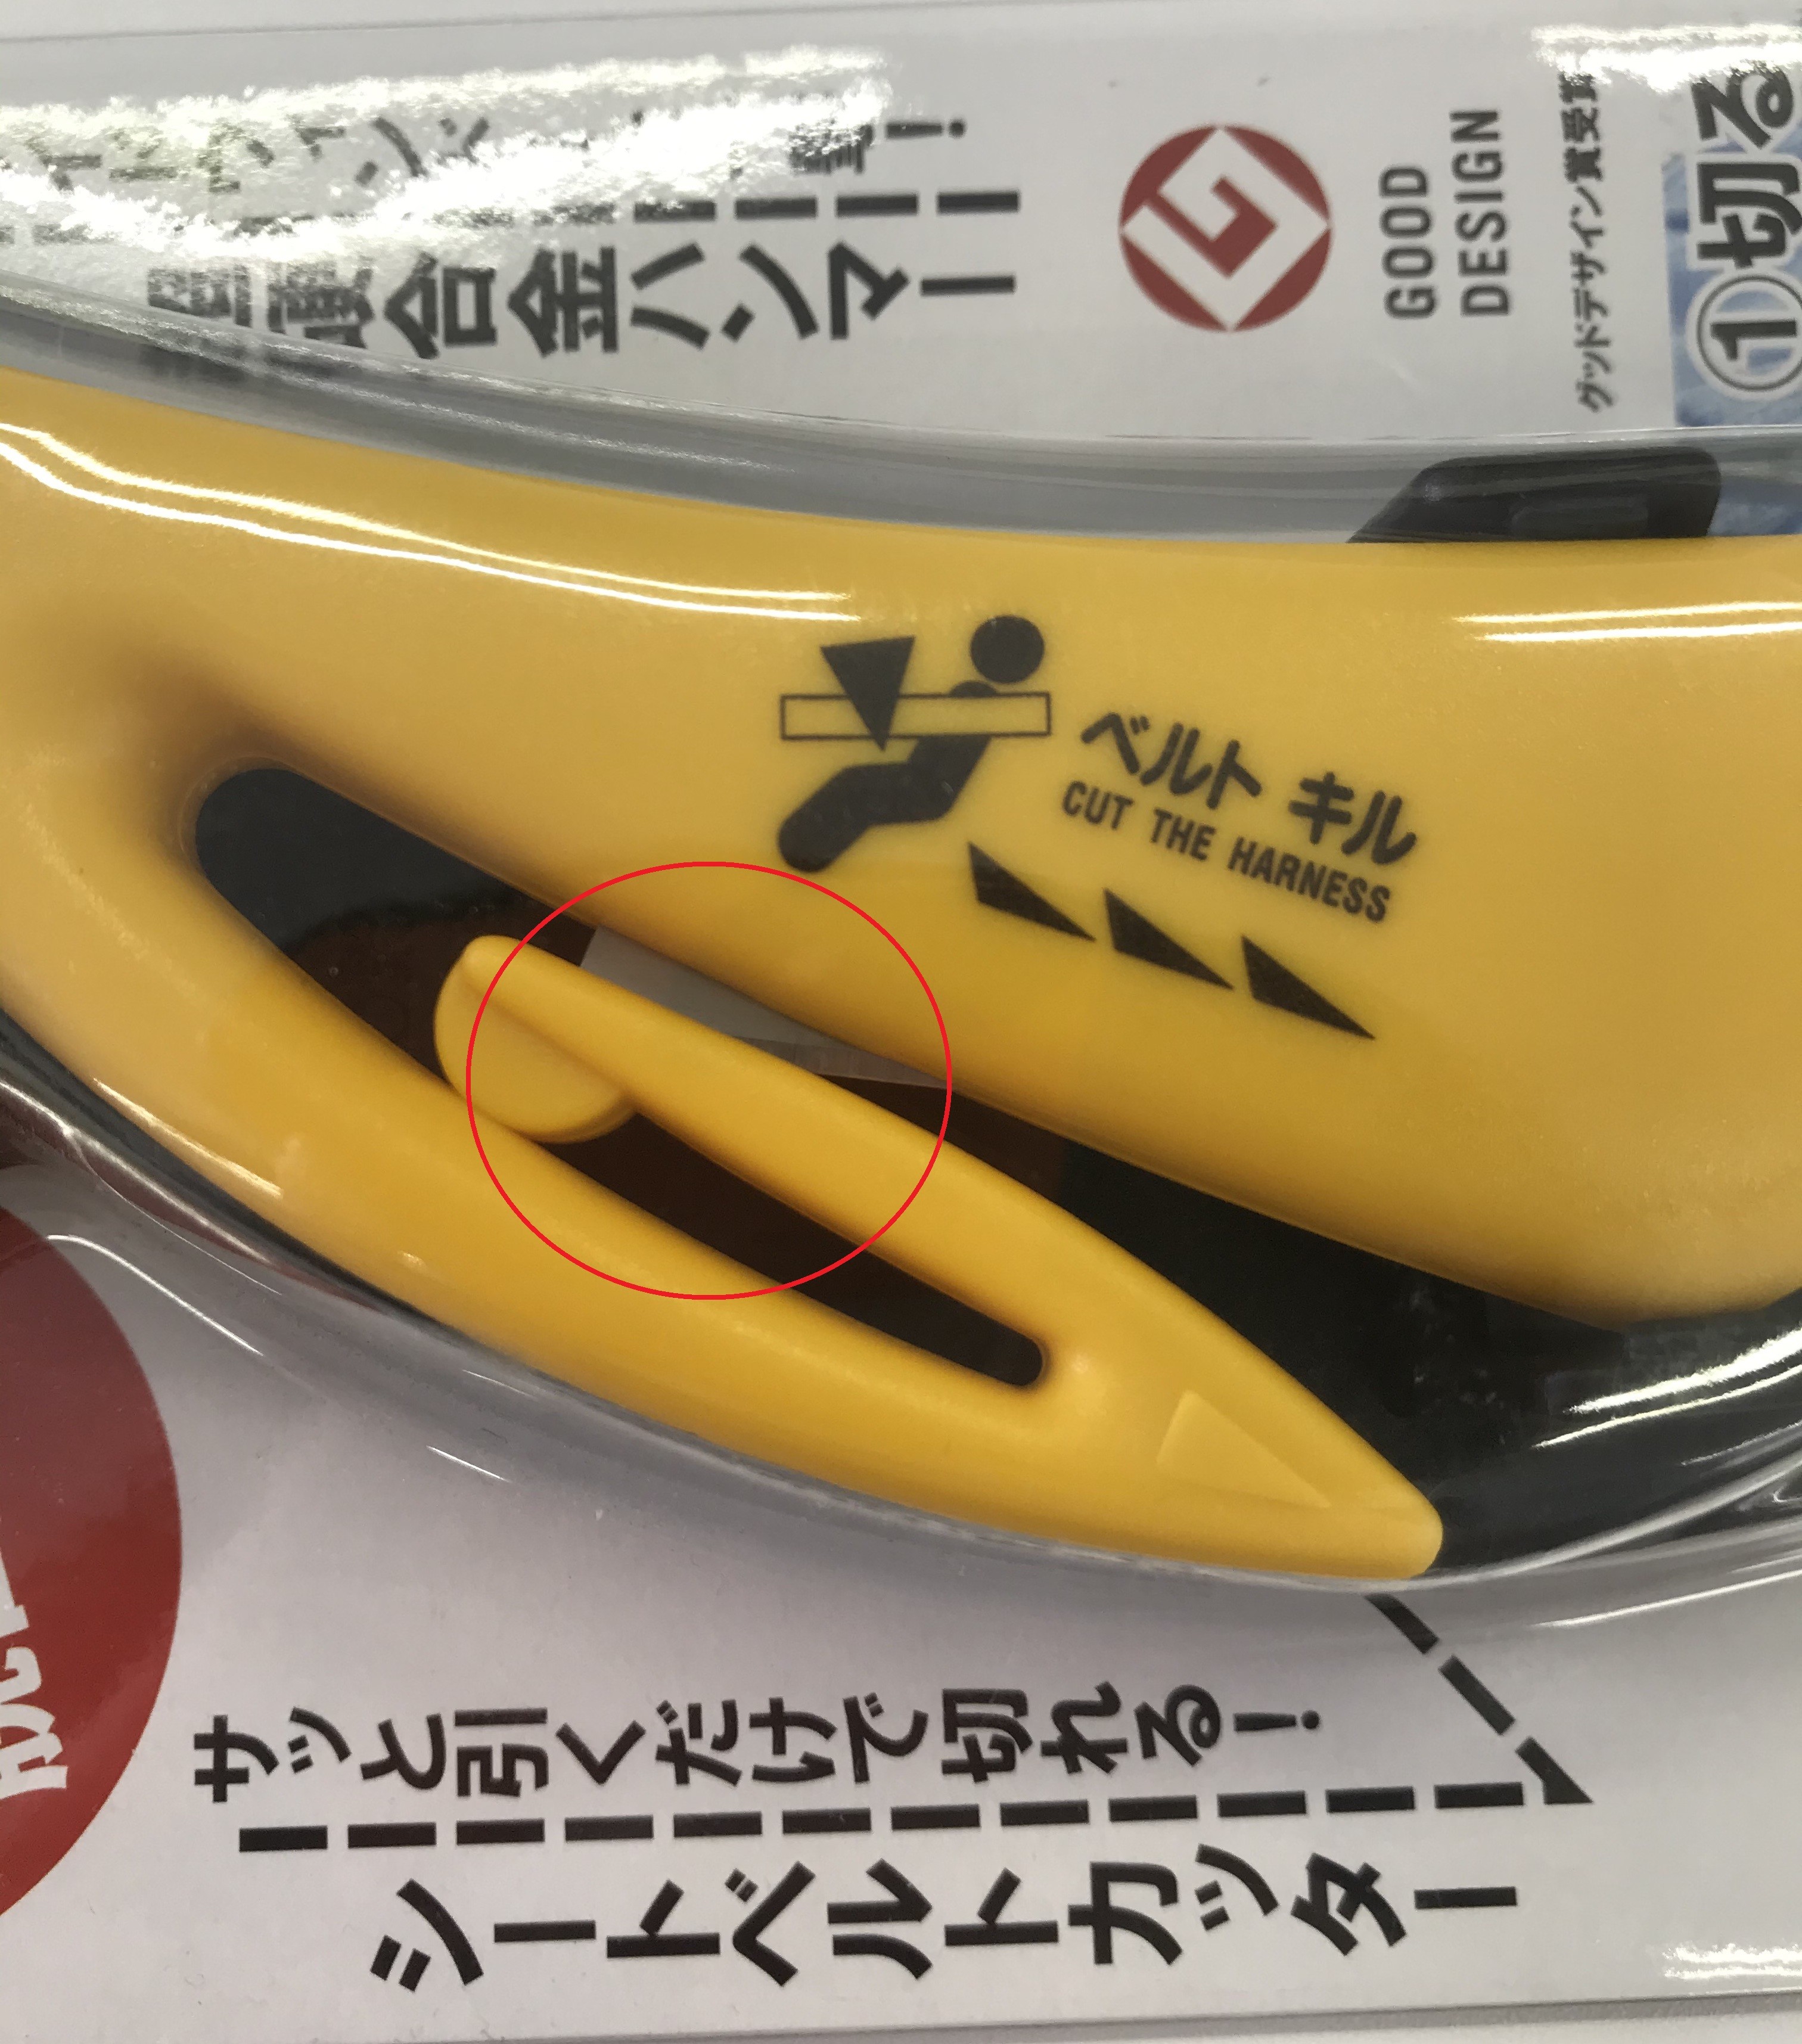 超硬合金ハンマー
GOOD
DESIGN
グッドデザイン賞受賞
①切る
ベルト キル
CUT THE HARNESS
サッと引くだけで切れる!
シートベルトカッター